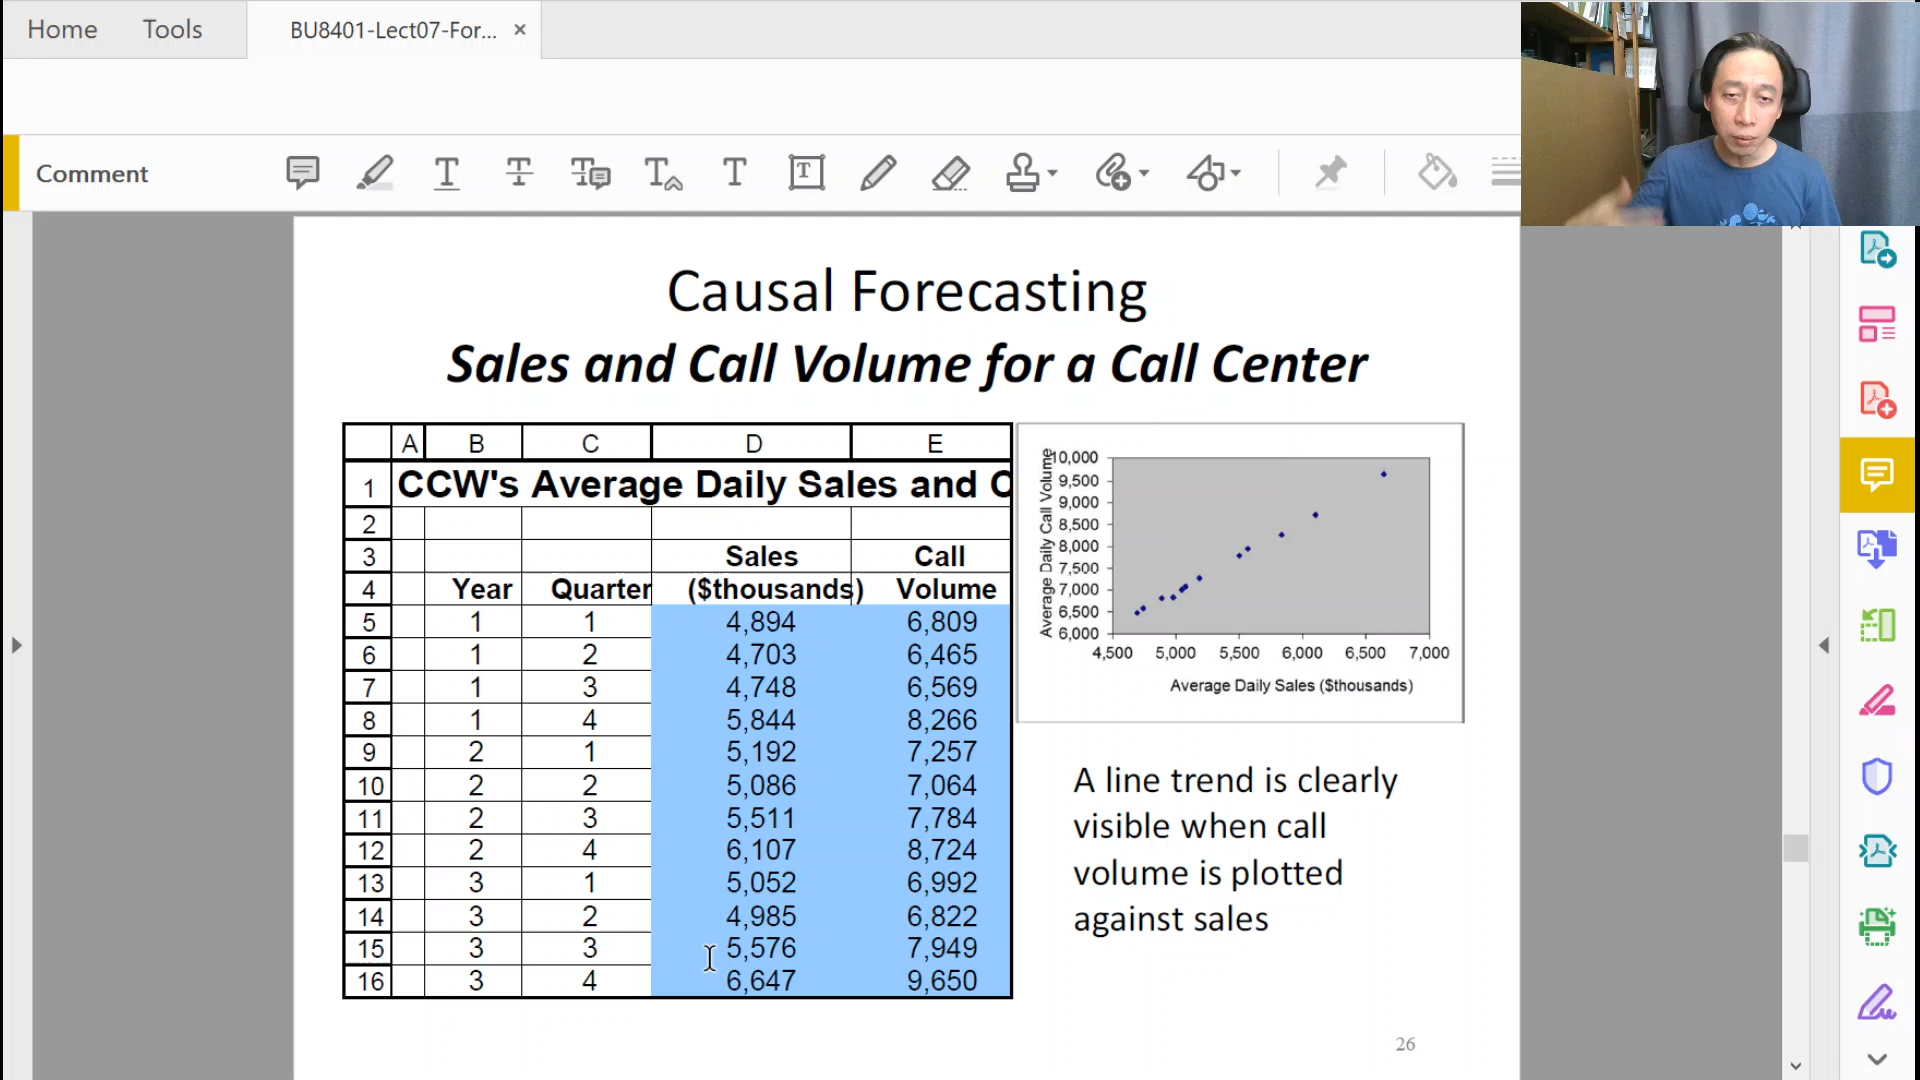 Home Tools BU8401-Lect07-For... ×
Comment
Causal Forecasting
Sales and Call Volume for a Call Center
A B C D E
1 CCW's Average Daily Sales and C
2
3 Sales Call
4 Year Quarter ($thousands) Volume
5 1 1 4,894 6,809
6 1 2 4,703 6,465
7 1 3 4,748 6,569
8 1 4 5,844 8,266
9 2 1 5,192 7,257
10 2 2 5,086 7,064
11 2 3 5,511 7,784
12 2 4 6,107 8,724
13 3 1 5,052 6,992
14 3 2 4,985 6,822
15 3 3 5,576 7,949
16 3 4 6,647 9,650
Average Daily Call Volume
10,000
9,500
9,000
8,500
8,000
7,500
7,000
6,500
6,000
4,500 5,000 5,500 6,000 6,500 7,000
Average Daily Sales ($thousands)
A line trend is clearly
visible when call
volume is plotted
against sales
26